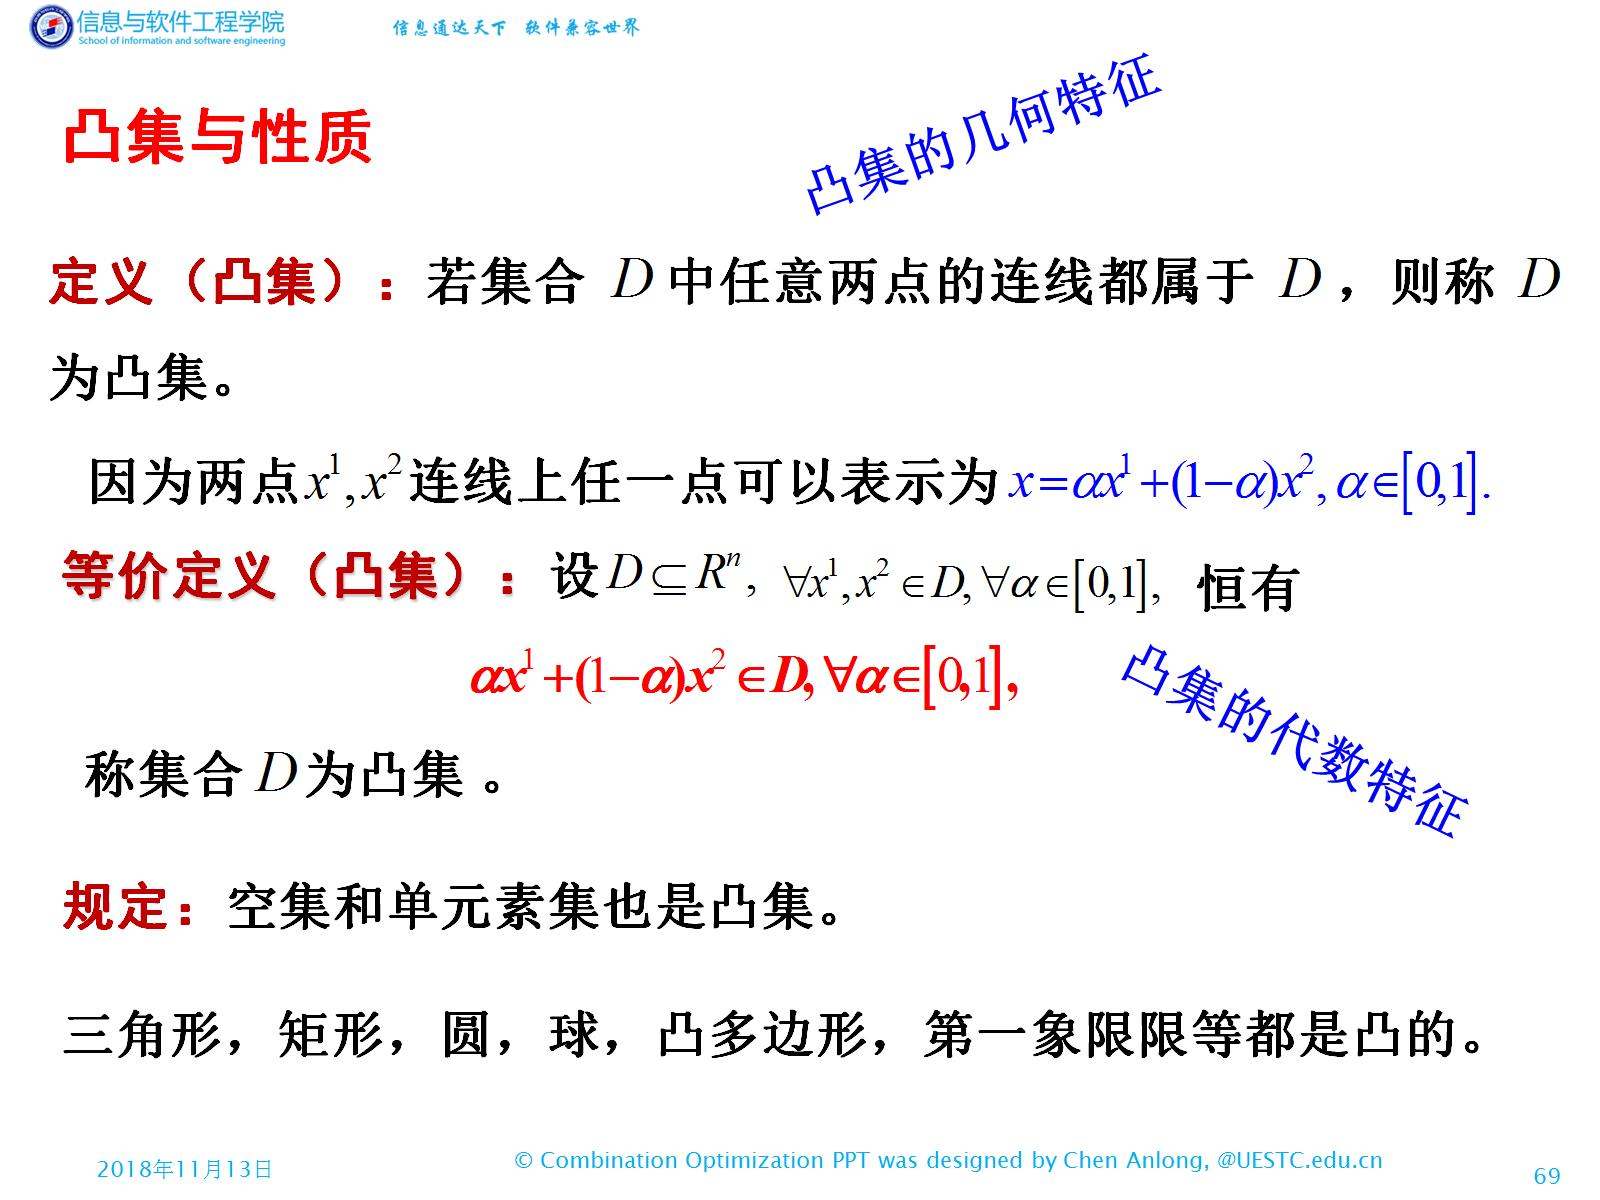 信息与软件工程学院
School of information and software engineering
信息通达天下 软件兼容世界
凸集与性质
凸集的几何特征
定义（凸集）：若集合 D 中任意两点的连线都属于 D ，则称 D
为凸集。
因为两点 x¹, x² 连线上任一点可以表示为 x=αx¹+(1−α)x², α∈[0,1].
等价定义（凸集）：设 D⊆Rⁿ, ∀x¹, x²∈D, ∀α∈[0,1], 恒有
αx¹+(1−α)x²∈D, ∀α∈[0,1],
凸集的代数特征
称集合 D 为凸集 。
规定：空集和单元素集也是凸集。
三角形，矩形，圆，球，凸多边形，第一象限限等都是凸的。
2018年11月13日
© Combination Optimization PPT was designed by Chen Anlong, @UESTC.edu.cn
69